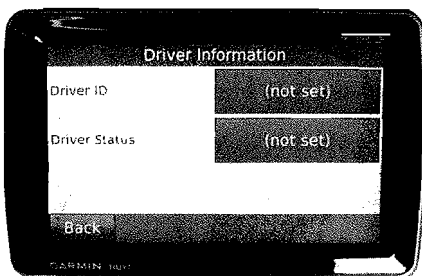 Driver Information
Driver ID
(not set)
Driver Status
(not set)
Back
GARMIN